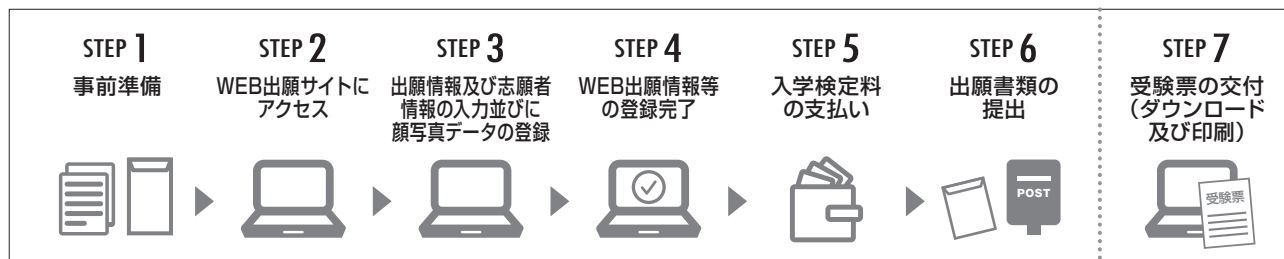 STEP 1
事前準備
STEP 2
WEB出願サイトに
アクセス
STEP 3
出願情報及び志願者
情報の入力並びに
顔写真データの登録
STEP 4
WEB出願情報等
の登録完了
STEP 5
入学検定料
の支払い
STEP 6
出願書類の
提出
POST
STEP 7
受験票の交付
(ダウンロード
及び印刷)
受験票